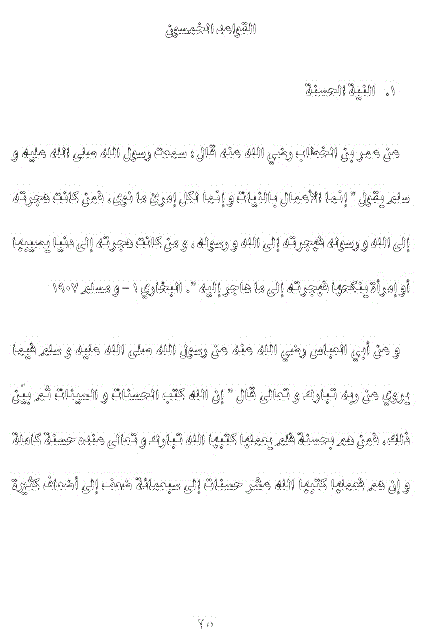 القواعد الخمسون
١. النية الحسنة
عن عمر بن الخطاب رضي الله عنه قال : سمعت رسول الله صلى الله عليه و
سلم يقول " إنما الأعمال بالنيات و إنما لكل إمرئ ما نوى، فمن كانت هجرته
إلى الله و رسوله فهجرته إلى الله و رسوله ، و من كانت هجرته إلى دنيا يصيبها
أو إمرأة ينكحها فهجرته إلى ما هاجر إليه ". البخاري ١ – و مسلم ١٩٠٧
و عن أبي العباس رضي الله عنه عن رسول الله صلى الله عليه و سلم فيما
يروي عن ربه تبارك و تعالى قال " إن الله كتب الحسنات و السيئات ثم بيّن
ذلك، فمن هم بحسنة فلم يعملها كتبها الله تبارك و تعالى عنده حسنة كاملة
و إن هم فعملها كتبها الله عشر حسنات إلى سبعمائة ضعف إلى أضعاف كثيرة